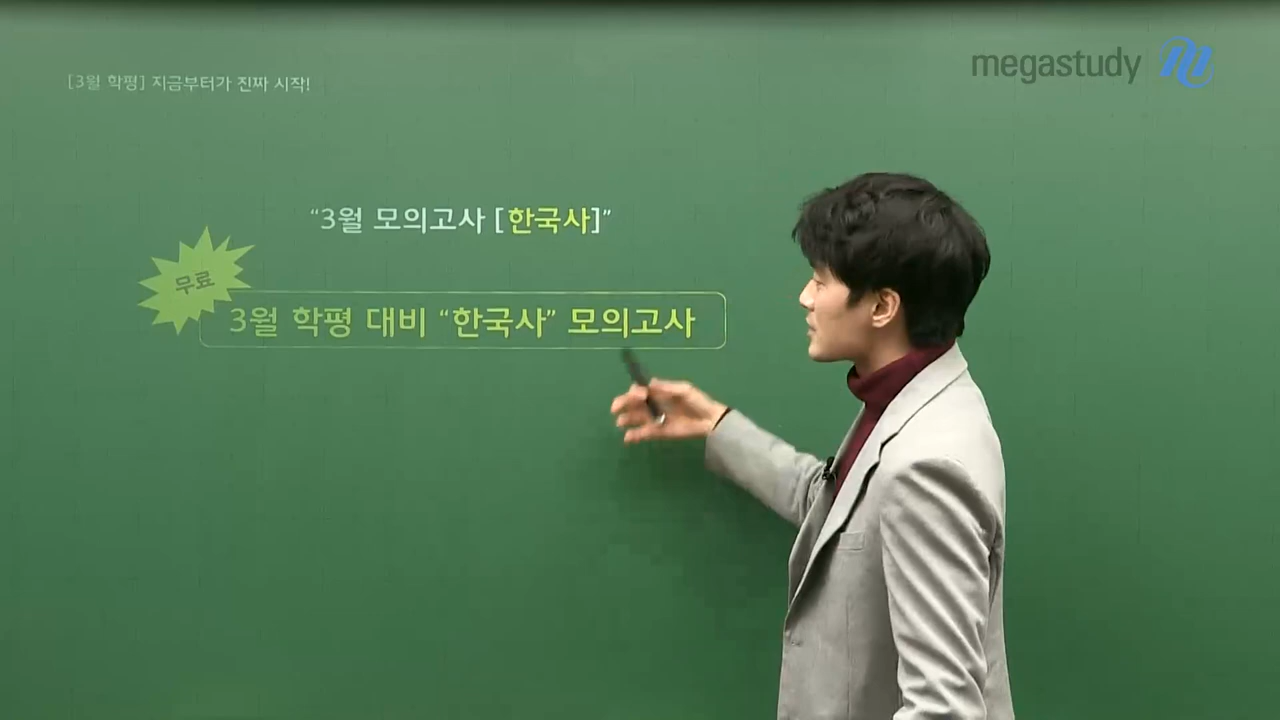 [3월 학평] 지금부터가 진짜 시작!
megastudy
“3월 모의고사 [한국사]”
무료
3월 학평 대비 “한국사” 모의고사